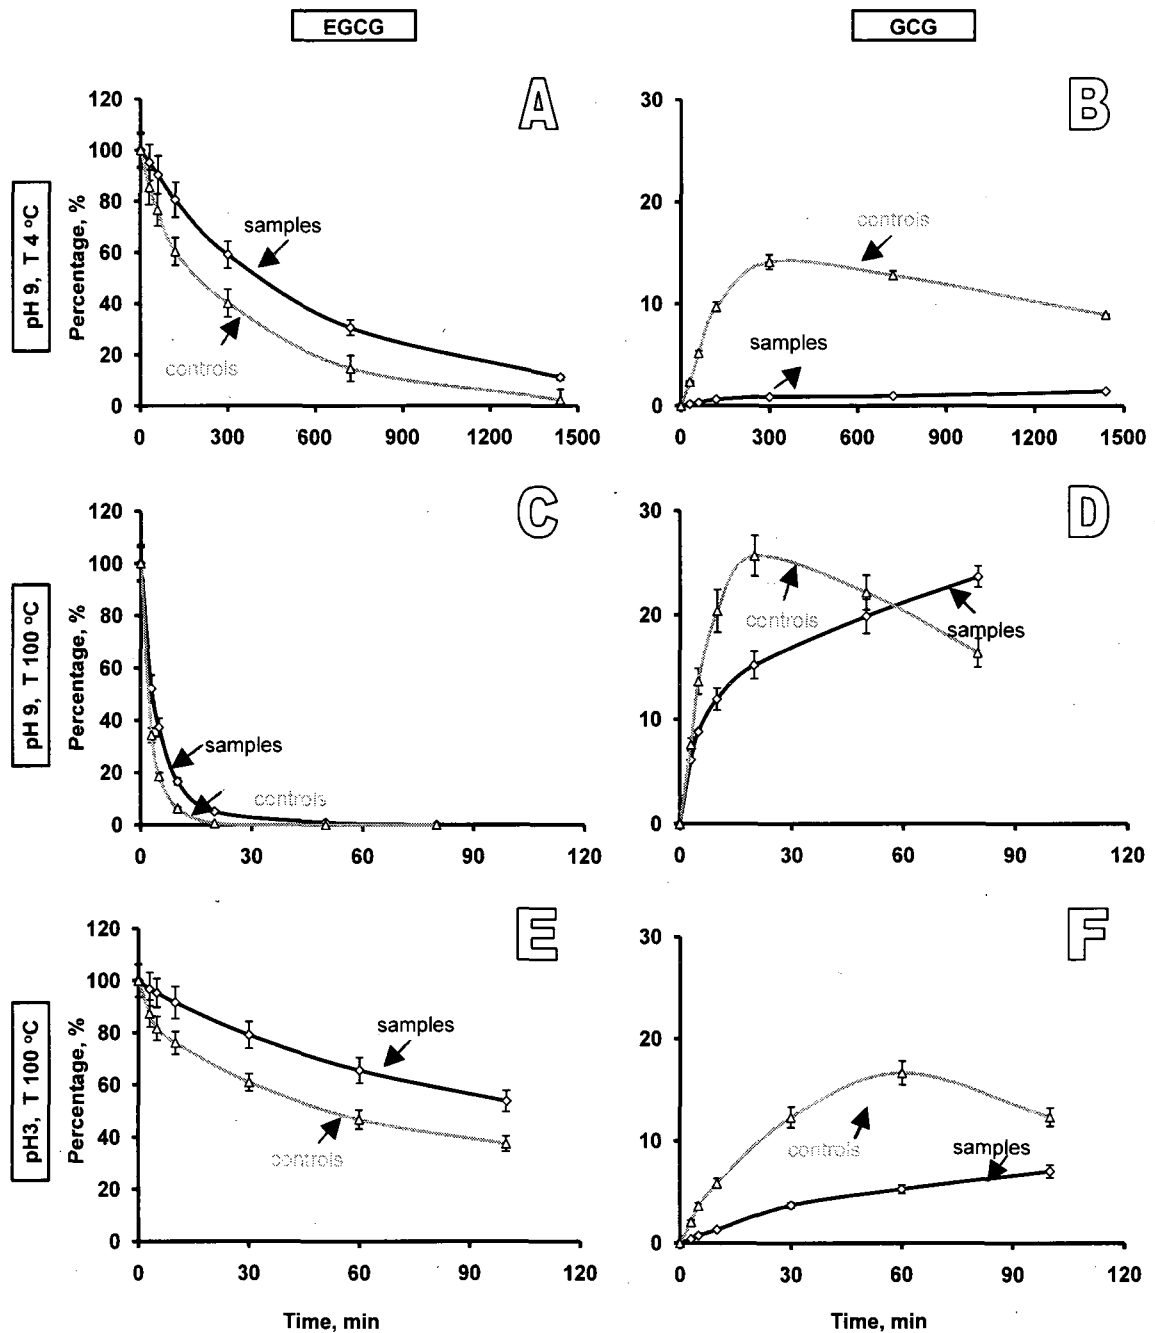 EGCG
GCG
A
B
pH 9, T 4 ºC
Percentage, %
120
100
80
60
40
20
0
samples
controls
0 300 600 900 1200 1500
30
20
10
0
controls
samples
0 300 600 900 1200 1500
C
D
pH 9, T 100 ºC
Percentage, %
120
100
80
60
40
20
0
samples
controls
0 30 60 90 120
30
20
10
0
controls
samples
0 30 60 90 120
E
F
pH3, T 100 ºC
Percentage, %
120
100
80
60
40
20
0
samples
controls
0 30 60 90 120
30
20
10
0
controls
samples
0 30 60 90 120
Time, min
Time, min